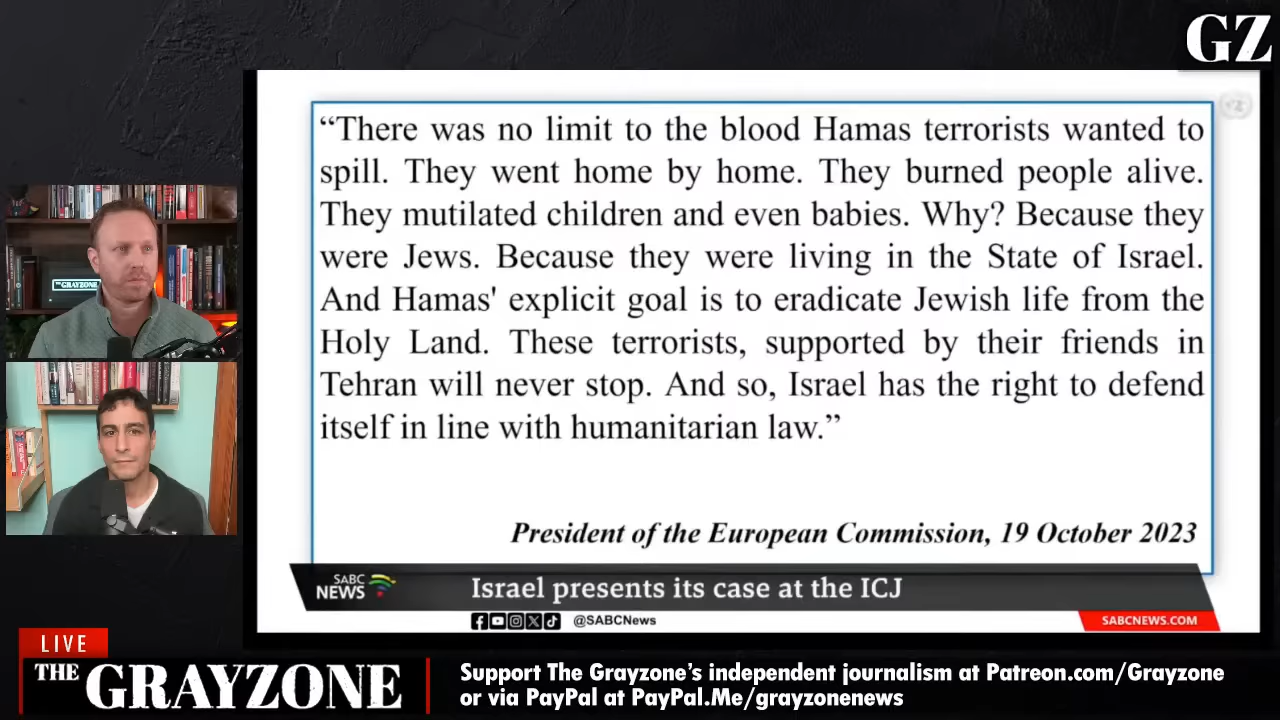 GZ
“There was no limit to the blood Hamas terrorists wanted to
spill. They went home by home. They burned people alive.
They mutilated children and even babies. Why? Because they
were Jews. Because they were living in the State of Israel.
And Hamas' explicit goal is to eradicate Jewish life from the
Holy Land. These terrorists, supported by their friends in
Tehran will never stop. And so, Israel has the right to defend
itself in line with humanitarian law.”
President of the European Commission, 19 October 2023
SABC
NEWS
Israel presents its case at the ICJ
@SABCNews
SABCNEWS.COM
THE GRAYZONE
LIVE
THE GRAYZONE
Support The Grayzone’s independent journalism at Patreon.com/Grayzone
or via PayPal at PayPal.Me/grayzonenews